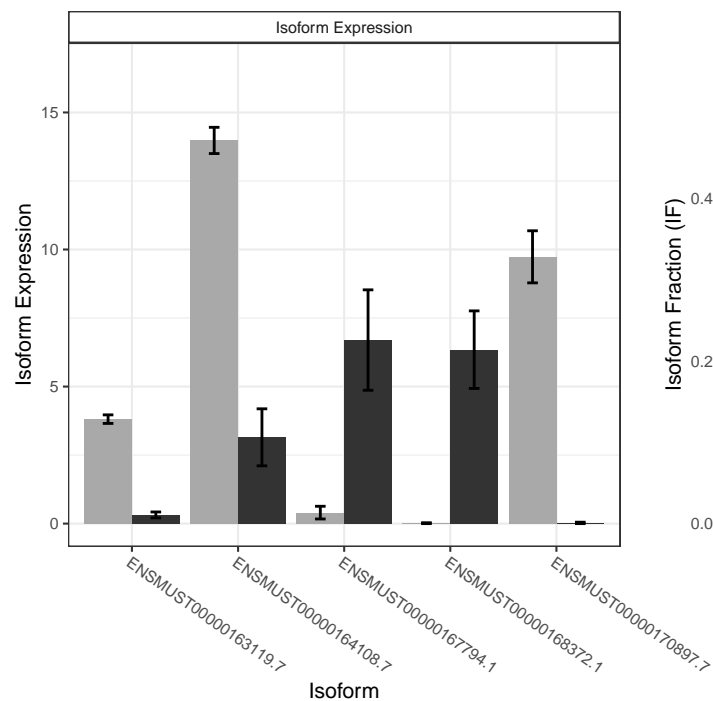 Isoform Expression
15
10
5
0
Isoform Expression
ENSMUST00000163119.7
ENSMUST00000164108.7
ENSMUST00000167794.1
ENSMUST00000168372.1
ENSMUST00000170897.7
Isoform
0.4
0.2
0.0
Isoform Fraction (IF)